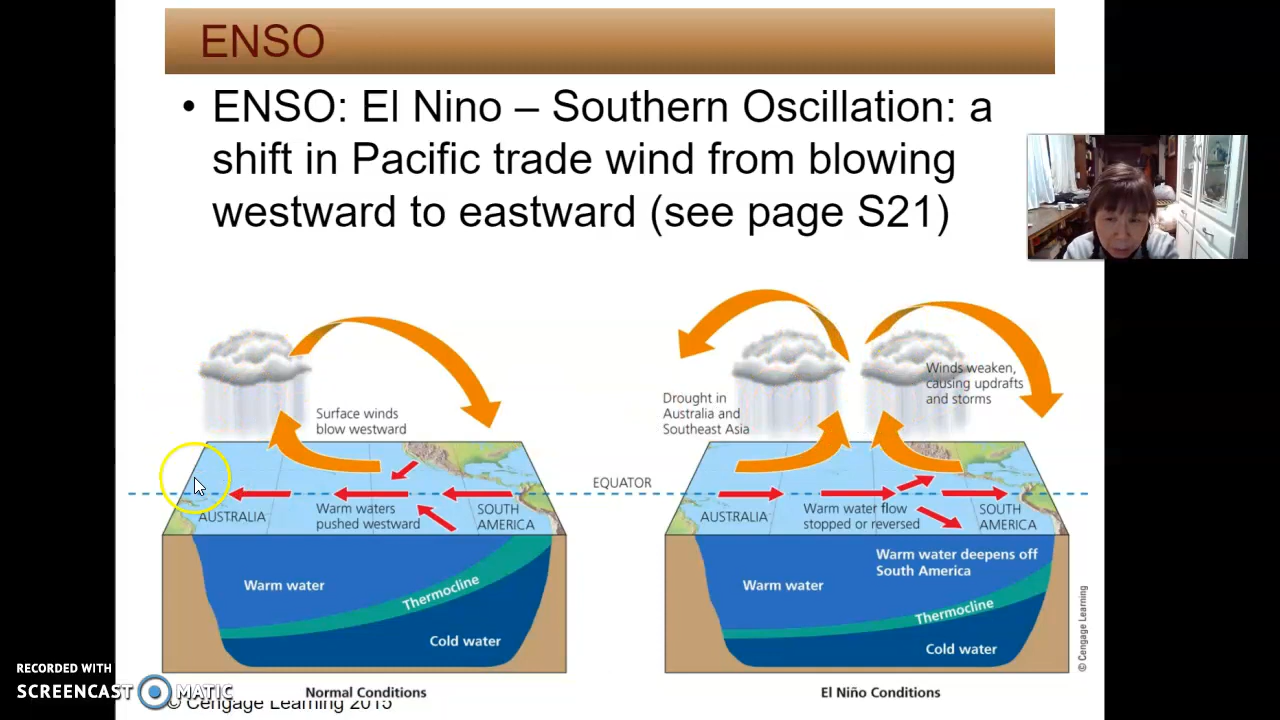 ENSO
• ENSO: El Nino – Southern Oscillation: a
shift in Pacific trade wind from blowing
westward to eastward (see page S21)
Surface winds
blow westward
AUSTRALIA
Warm waters
pushed westward
SOUTH
AMERICA
Warm water
Thermocline
Cold water
Normal Conditions
EQUATOR
Drought in
Australia and
Southeast Asia
Winds weaken,
causing updrafts
and storms
AUSTRALIA
Warm water flow
stopped or reversed
SOUTH
AMERICA
Warm water deepens off
South America
Warm water
Thermocline
Cold water
El Niño Conditions
© Cengage Learning
© Cengage Learning 2015
RECORDED WITH
SCREENCAST MATIC